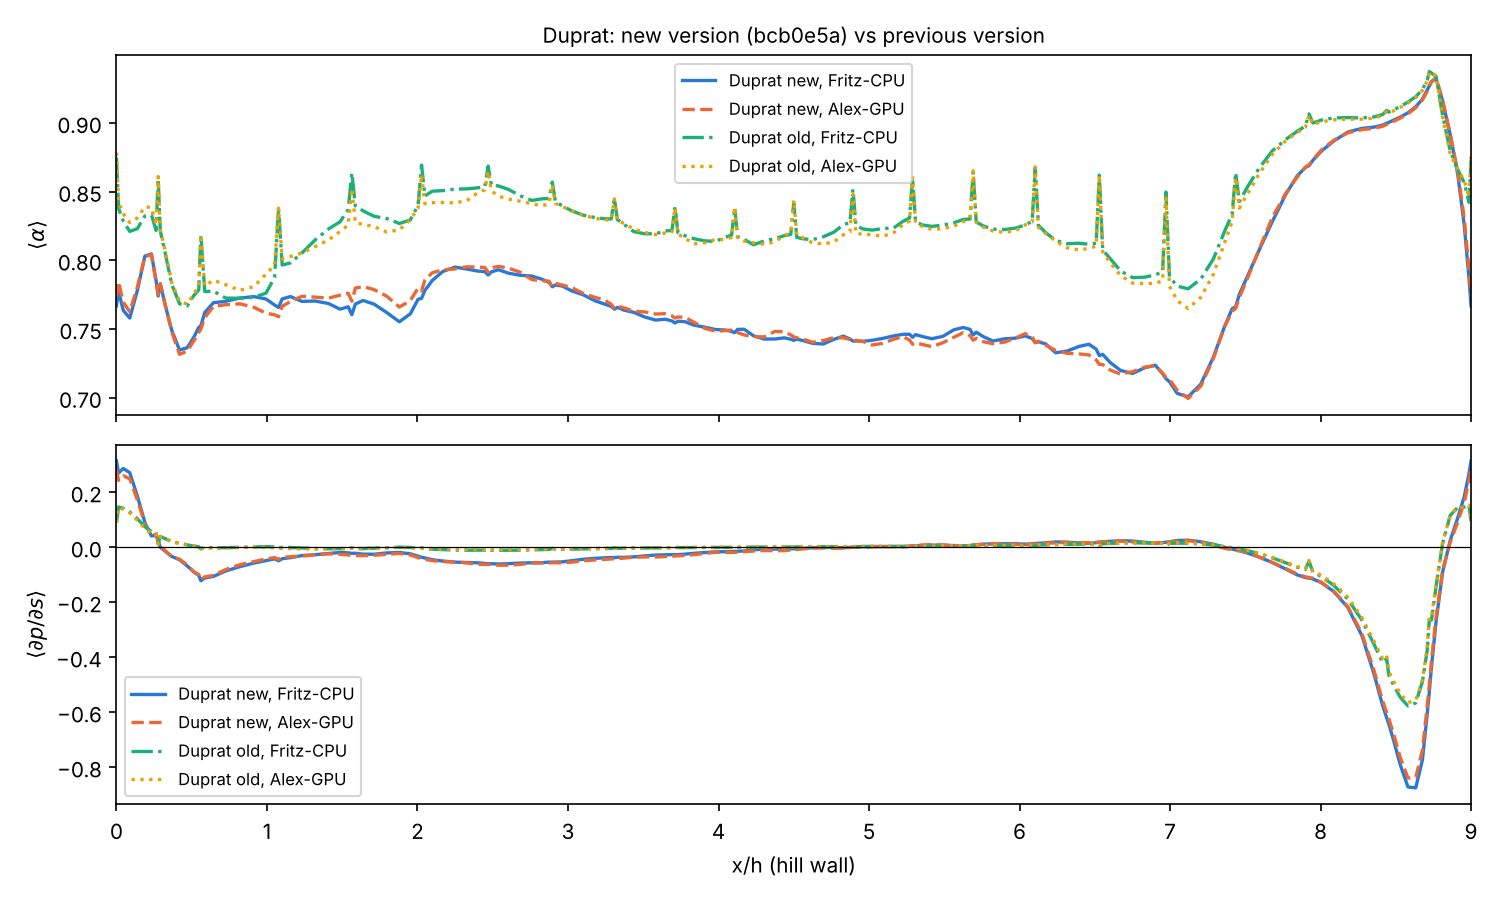 Duprat: new version (bcb0e5a) vs previous version
Duprat new, Fritz-CPU
Duprat new, Alex-GPU
Duprat old, Fritz-CPU
Duprat old, Alex-GPU
⟨α⟩
0.90
0.85
0.80
0.75
0.70
⟨∂p/∂s⟩
0.2
0.0
−0.2
−0.4
−0.6
−0.8
Duprat new, Fritz-CPU
Duprat new, Alex-GPU
Duprat old, Fritz-CPU
Duprat old, Alex-GPU
0 1 2 3 4 5 6 7 8 9
x/h (hill wall)